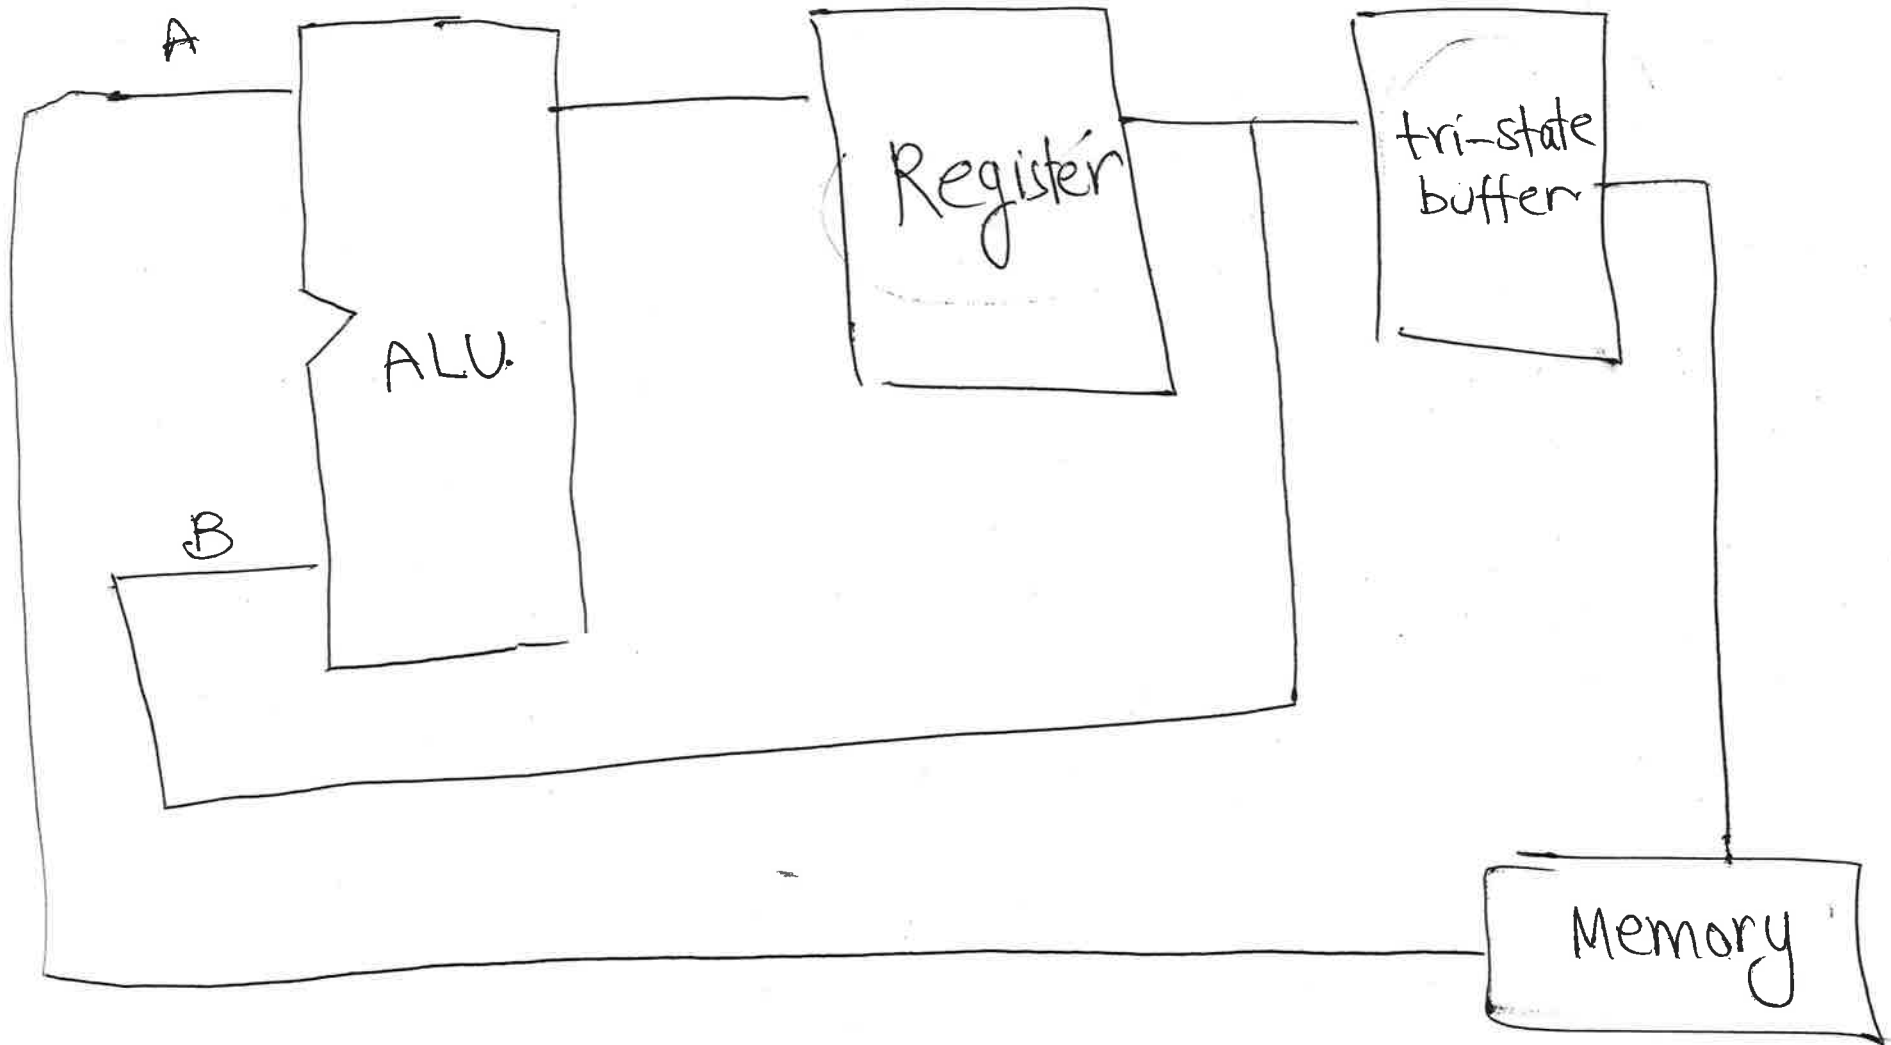 A
ALU.
B
Register
tri-state
buffer
Memory